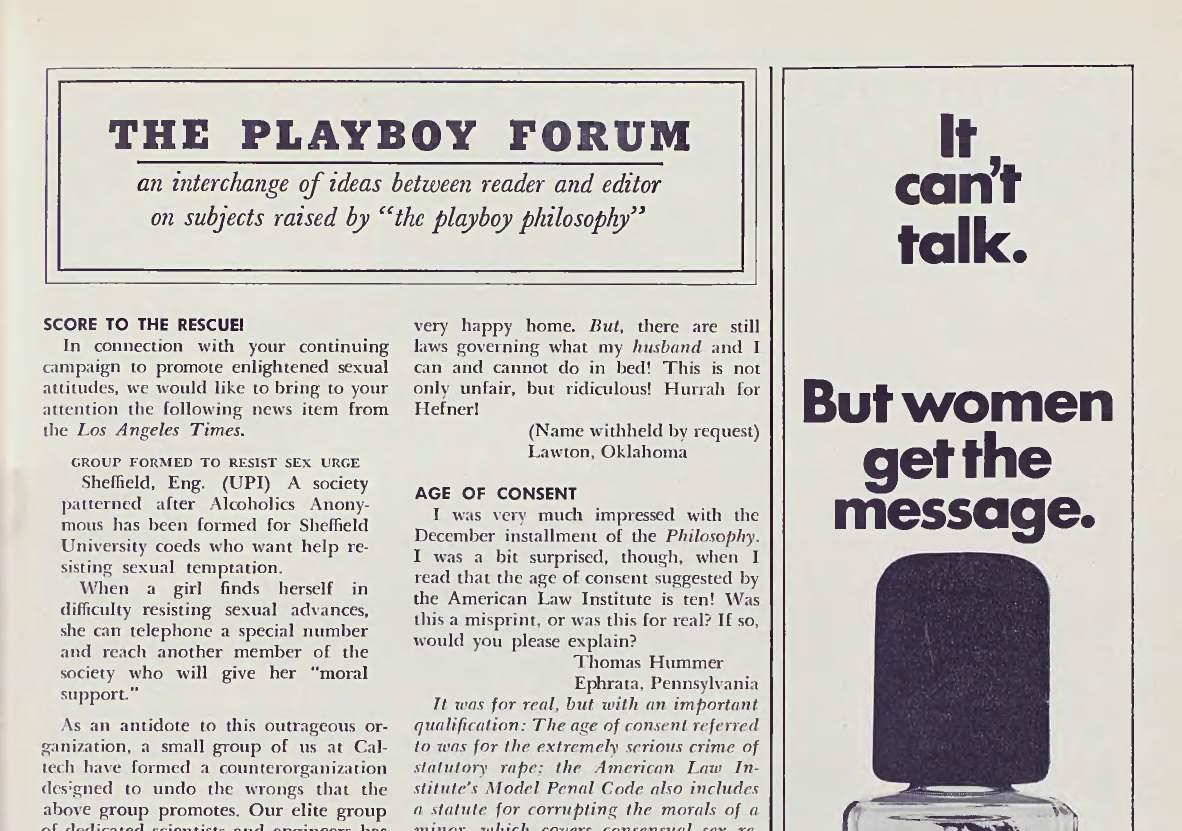 THE PLAYBOY FORUM
an interchange of ideas between reader and editor
on subjects raised by “the playboy philosophy”
SCORE TO THE RESCUE!
In connection with your continuing
campaign to promote enlightened sexual
attitudes, we would like to bring to your
attention the following news item from
the Los Angeles Times.
GROUP FORMED TO RESIST SEX URGE
Sheffield, Eng. (UPI) A society
patterned after Alcoholics Anony-
mous has been formed for Sheffield
University coeds who want help re-
sisting sexual temptation.
When a girl finds herself in
difficulty resisting sexual advances,
she can telephone a special number
and reach another member of the
society who will give her “moral
support.”
As an antidote to this outrageous or-
ganization, a small group of us at Cal-
tech have formed a counterorganization
designed to undo the wrongs that the
above group promotes. Our elite group
of dedicated scientists and engineers has
very happy home. But, there are still
laws governing what my husband and I
can and cannot do in bed! This is not
only unfair, but ridiculous! Hurrah for
Hefner!
(Name withheld by request)
Lawton, Oklahoma
AGE OF CONSENT
I was very much impressed with the
December installment of the Philosophy.
I was a bit surprised, though, when I
read that the age of consent suggested by
the American Law Institute is ten! Was
this a misprint, or was this for real? If so,
would you please explain?
Thomas Hummer
Ephrata, Pennsylvania
It was for real, but with an important
qualification: The age of consent referred
to was for the extremely serious crime of
statutory rape; the American Law In-
stitute's Model Penal Code also includes
a statute for corrupting the morals of a
minor, which covers consensual sex re-
It
can't
talk.
But women
get the
message.